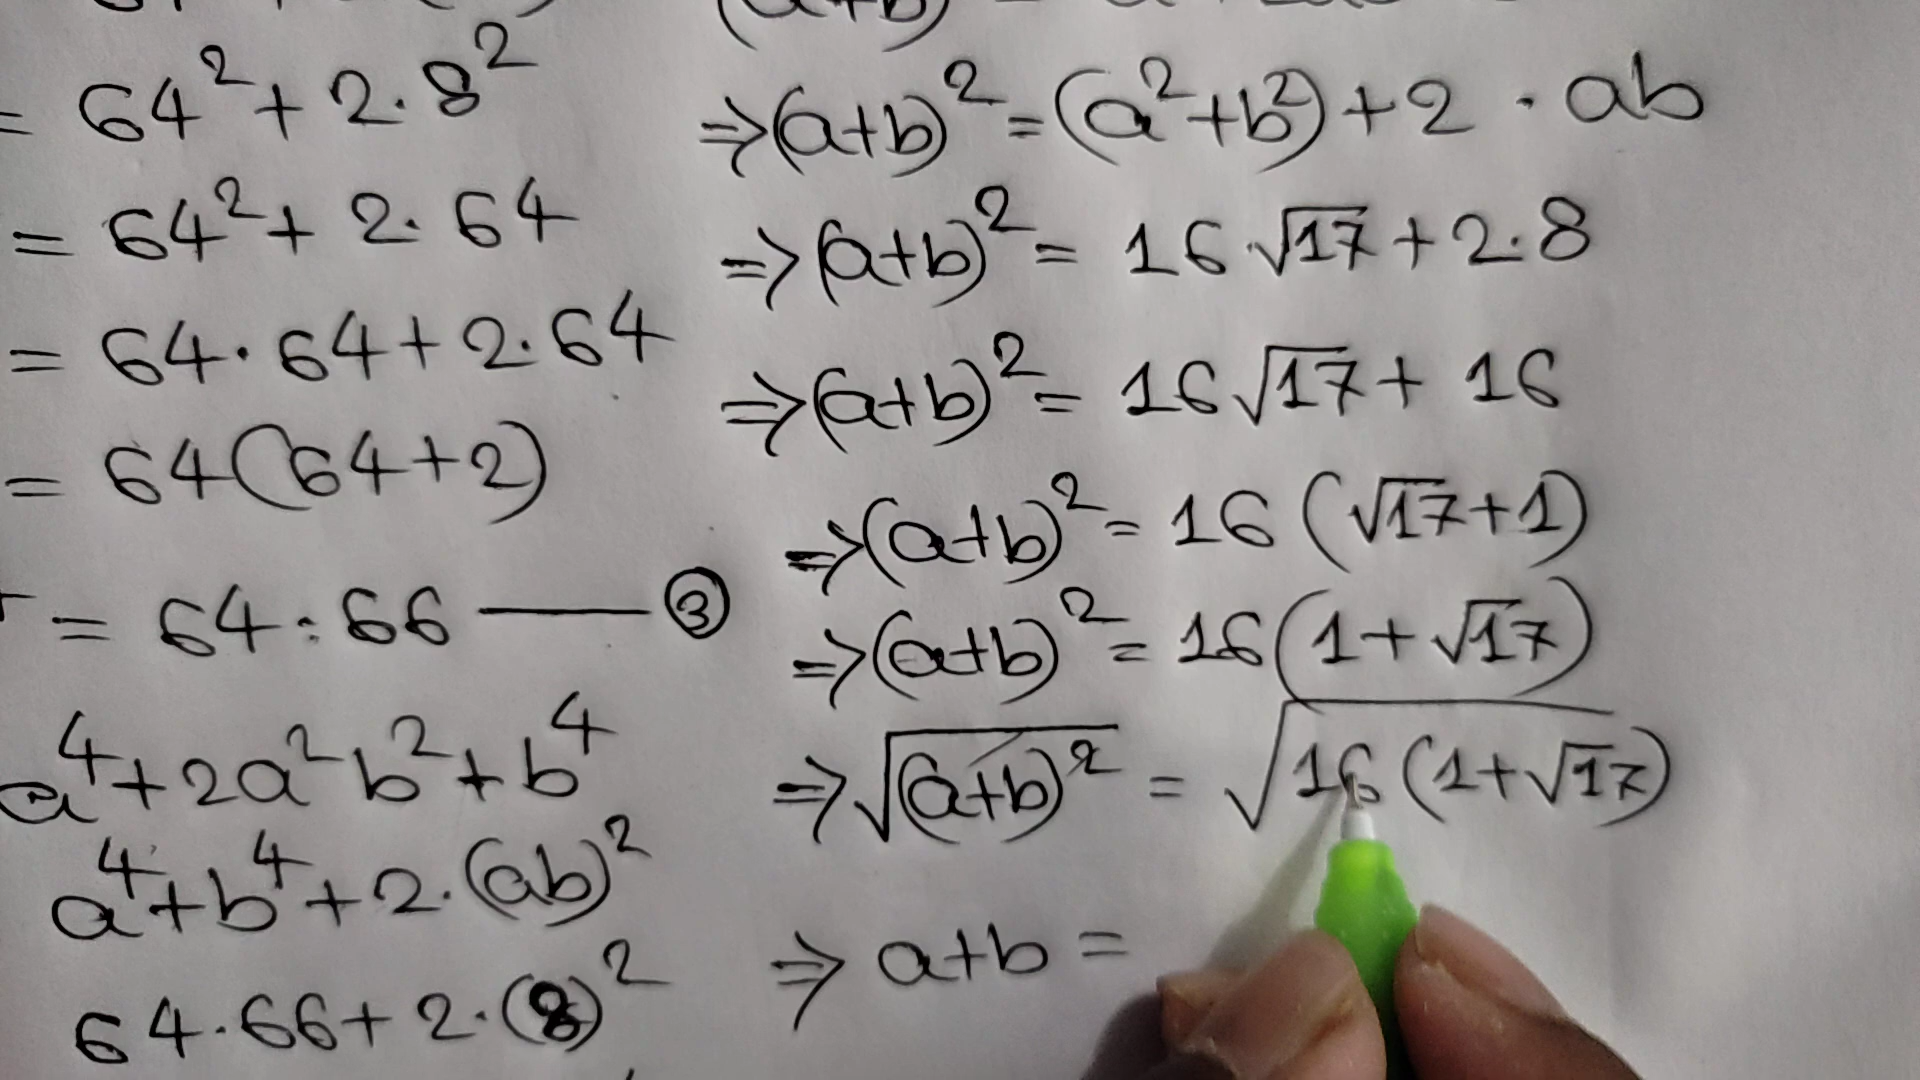 = 64² + 2·8²
= 64² + 2·64
= 64·64 + 2·64
= 64(64+2)
= 64·66 —— ③
a⁴ + 2a²b² + b⁴
a⁴ + b⁴ + 2·(ab)²
64·66 + 2·(8)²
(a+b)
⇒ (a+b)² = (a²+b²) + 2·ab
⇒ (a+b)² = 16·√17 + 2·8
⇒ (a+b)² = 16√17 + 16
⇒ (a+b)² = 16(√17+1)
⇒ (a+b)² = 16(1+√17)
⇒ √(a+b)² = √16(1+√17)
⇒ a+b =